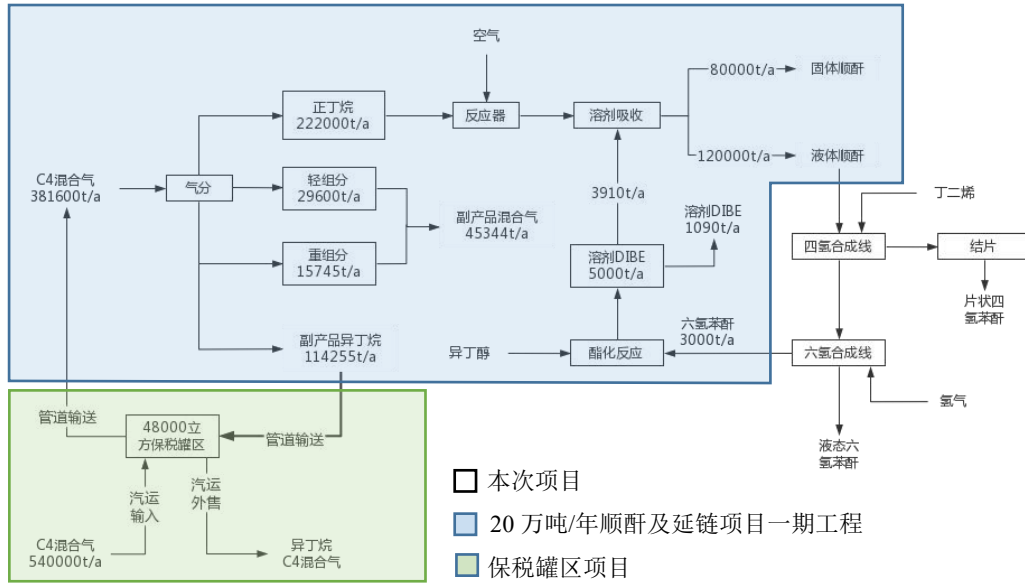 空气
80000t/a
固体顺酐
正丁烷
222000t/a
反应器
溶剂吸收
120000t/a
液体顺酐
C4混合气
381600t/a
气分
轻组分
29600t/a
3910t/a
丁二烯
副产品混合气
45344t/a
溶剂DIBE
1090t/a
重组分
15745t/a
溶剂DIBE
5000t/a
四氢合成线
结片
片状四
氢苯酐
副产品异丁烷
114255t/a
异丁醇
酯化反应
六氢苯酐
3000t/a
六氢合成线
氢气
液态六
氢苯酐
管道输送
48000立
方保税罐区
管道输送
汽运
输入
汽运
外售
C4混合气
540000t/a
异丁烷
C4混合气
本次项目
20 万吨/年顺酐及延链项目一期工程
保税罐区项目